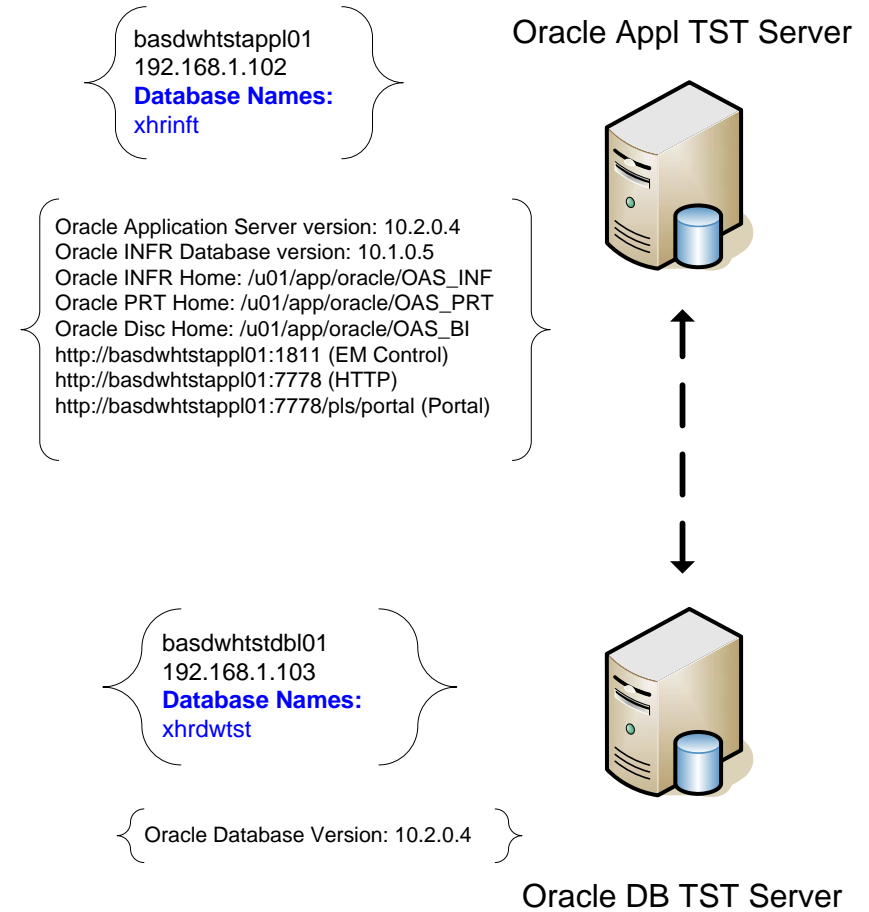 Oracle Appl TST Server
basdwhtstappl01
192.168.1.102
Database Names:
xhrinft
Oracle Application Server version: 10.2.0.4
Oracle INFR Database version: 10.1.0.5
Oracle INFR Home: /u01/app/oracle/OAS_INF
Oracle PRT Home: /u01/app/oracle/OAS_PRT
Oracle Disc Home: /u01/app/oracle/OAS_BI
http://basdwhtstappl01:1811 (EM Control)
http://basdwhtstappl01:7778 (HTTP)
http://basdwhtstappl01:7778/pls/portal (Portal)
basdwhtstdbl01
192.168.1.103
Database Names:
xhrdwtst
Oracle Database Version: 10.2.0.4
Oracle DB TST Server